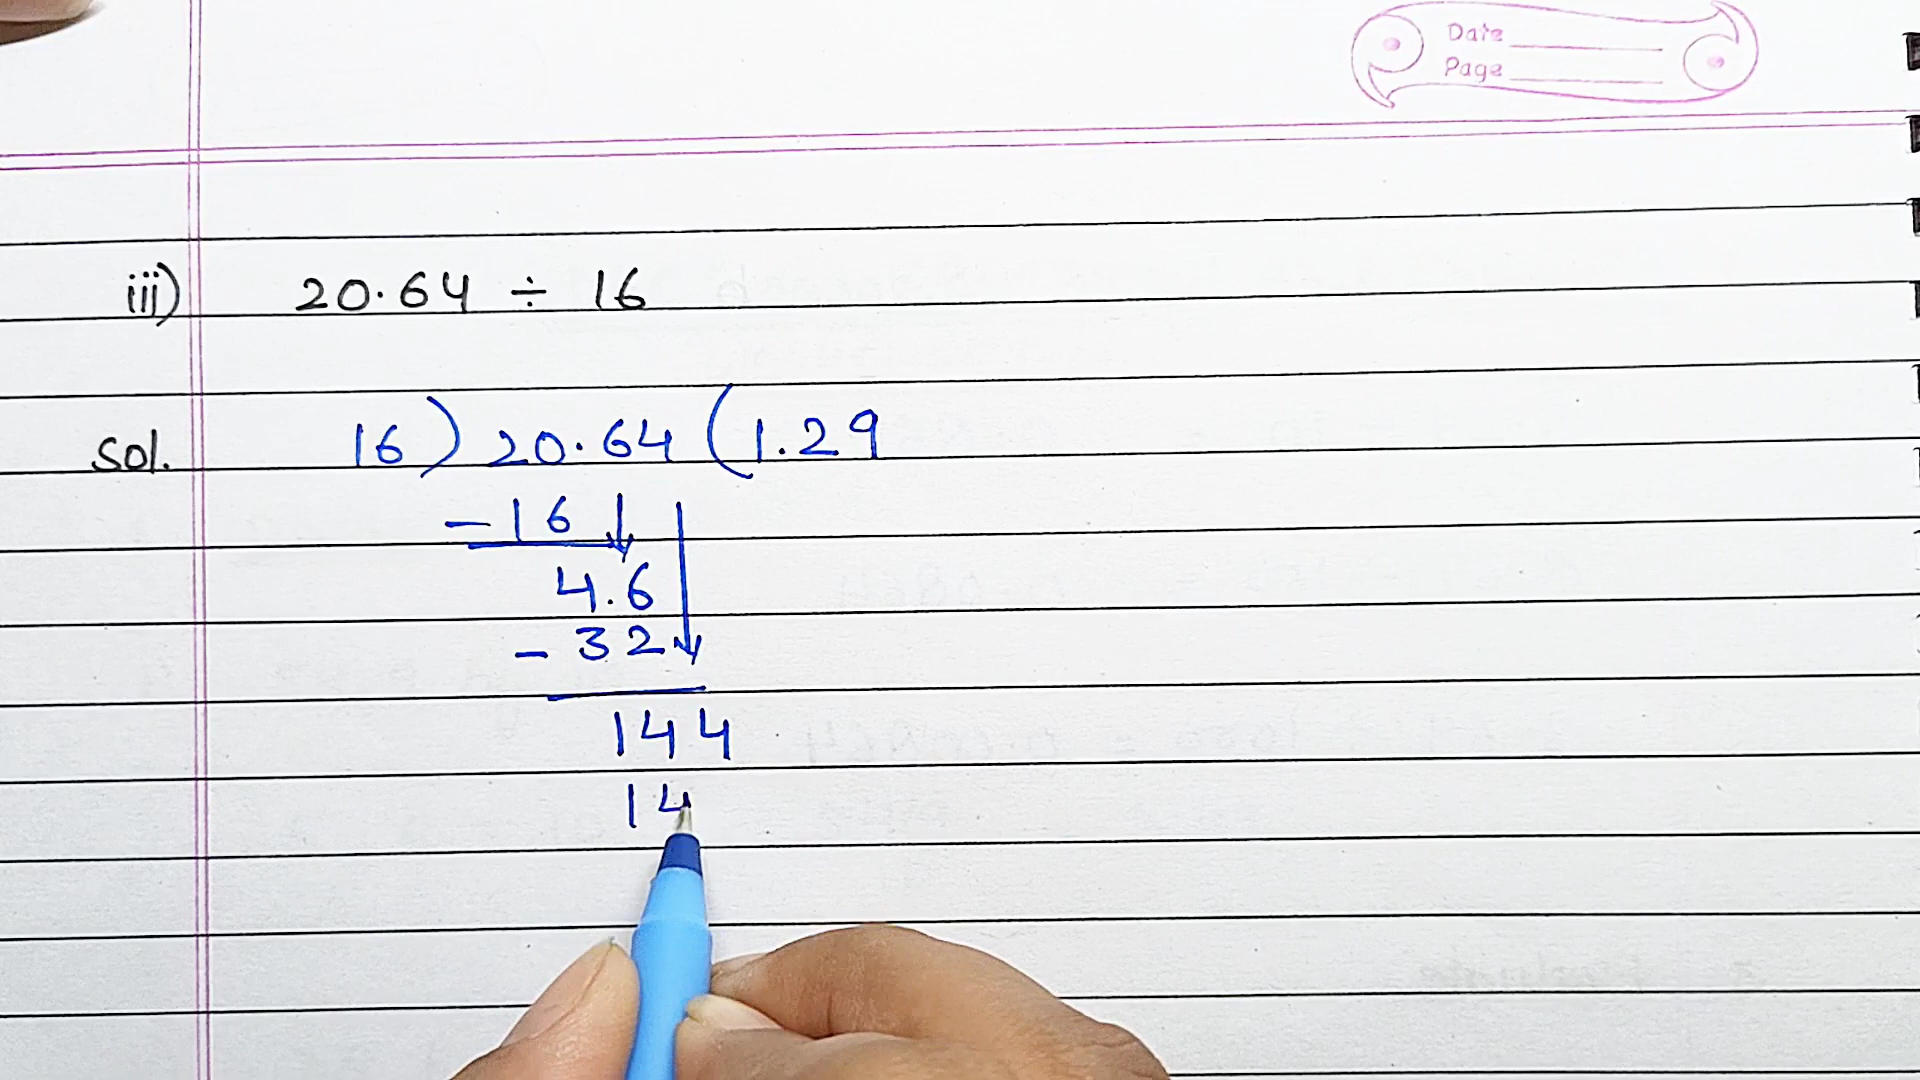 Date
Page
iii) 20.64 ÷ 16
Sol. 16 ) 20.64 ( 1.29
- 16
4.6
- 32
144
14